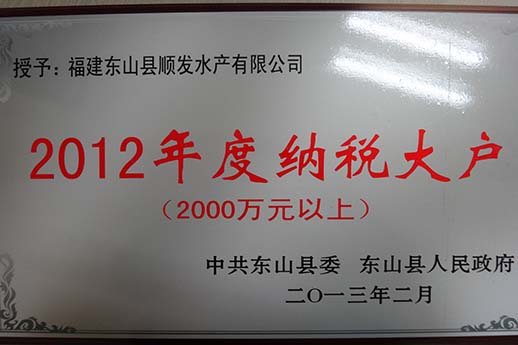 授予：福建东山县顺发水产有限公司
2012年度纳税大户
（2000万元以上）
中共东山县委 东山县人民政府
二〇一三年二月